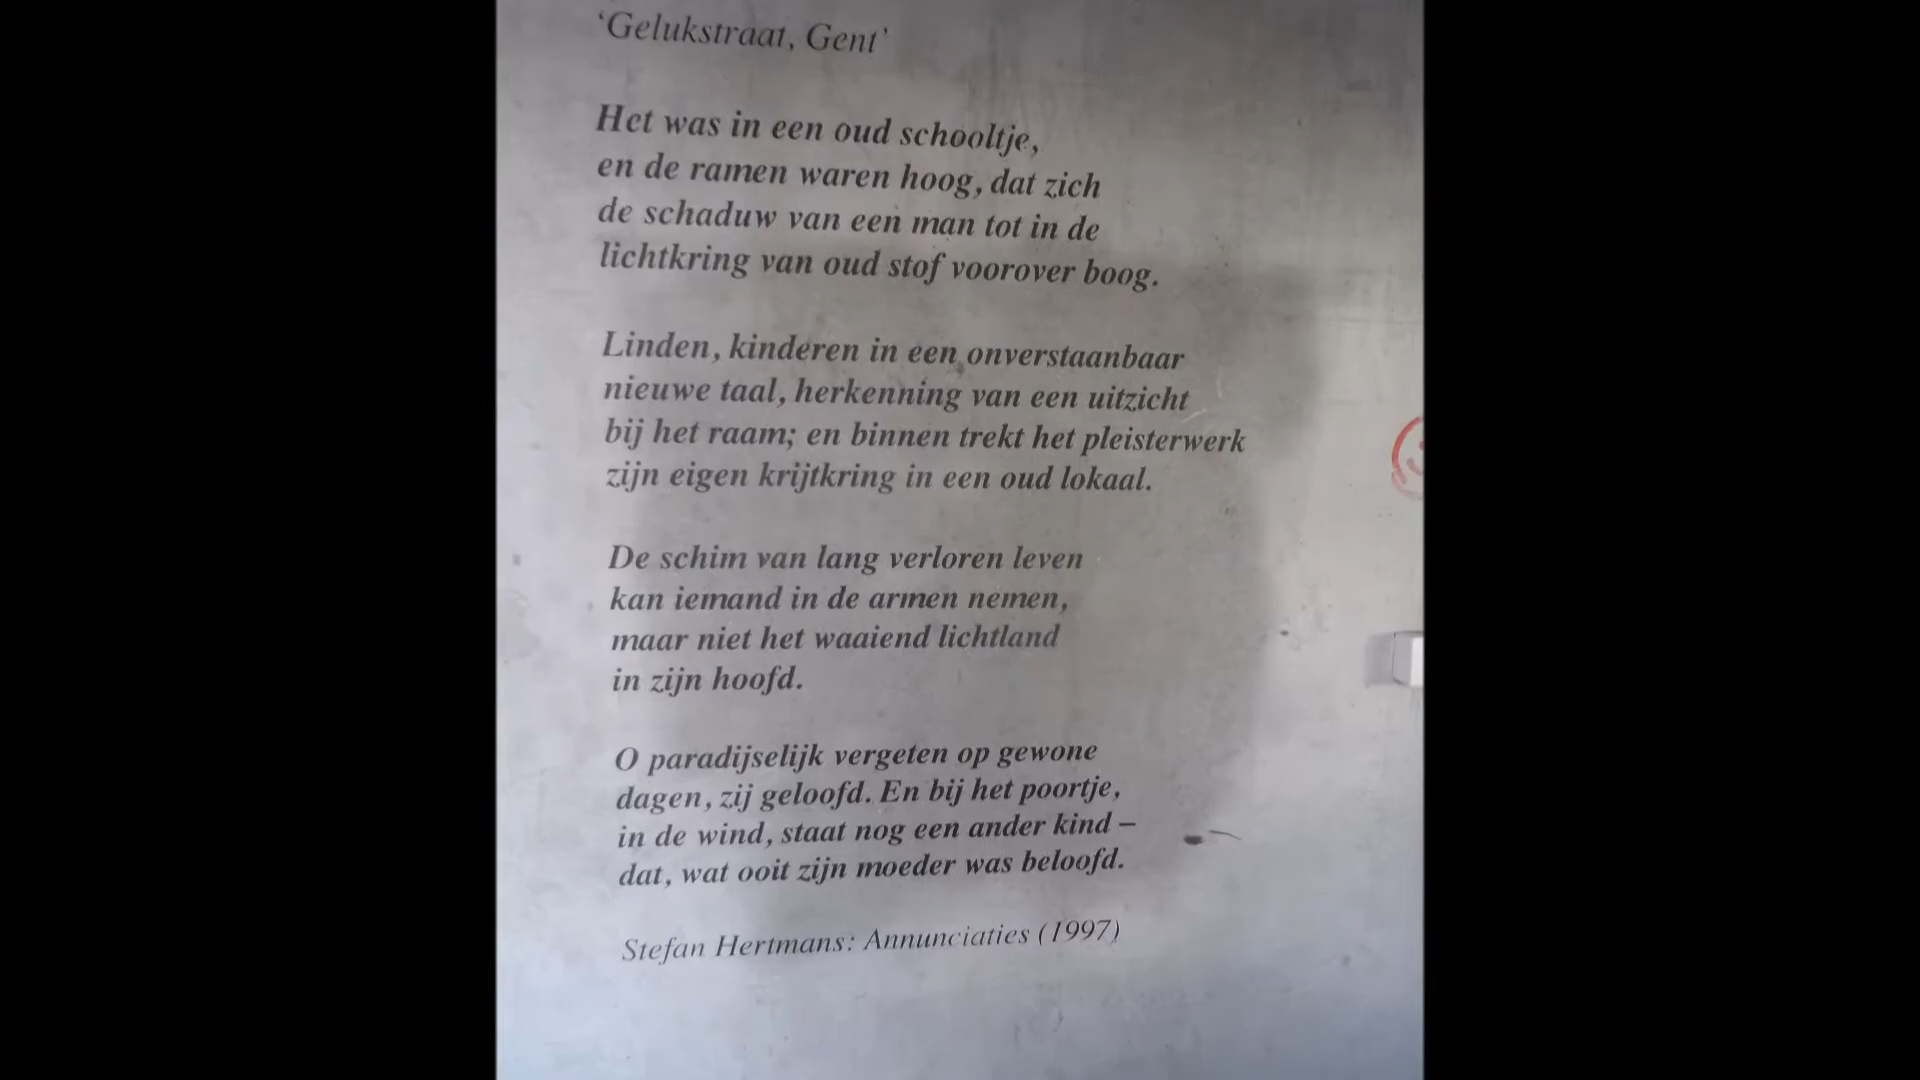 ‘Gelukstraat, Gent’
Het was in een oud schooltje,
en de ramen waren hoog, dat zich
de schaduw van een man tot in de
lichtkring van oud stof voorover boog.
Linden, kinderen in een onverstaanbaar
nieuwe taal, herkenning van een uitzicht
bij het raam; en binnen trekt het pleisterwerk
zijn eigen krijtkring in een oud lokaal.
De schim van lang verloren leven
kan iemand in de armen nemen,
maar niet het waaiend lichtland
in zijn hoofd.
O paradijselijk vergeten op gewone
dagen, zij geloofd. En bij het poortje,
in de wind, staat nog een ander kind –
dat, wat ooit zijn moeder was beloofd.
Stefan Hertmans: Annunciaties (1997)